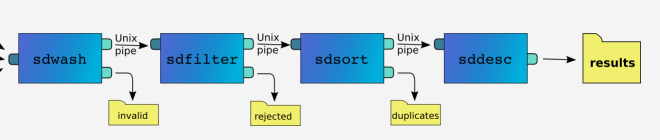 Unix
pipe
Unix
pipe
Unix
pipe
sdwash
sdfilter
sdsort
sddesc
results
invalid
rejected
duplicates